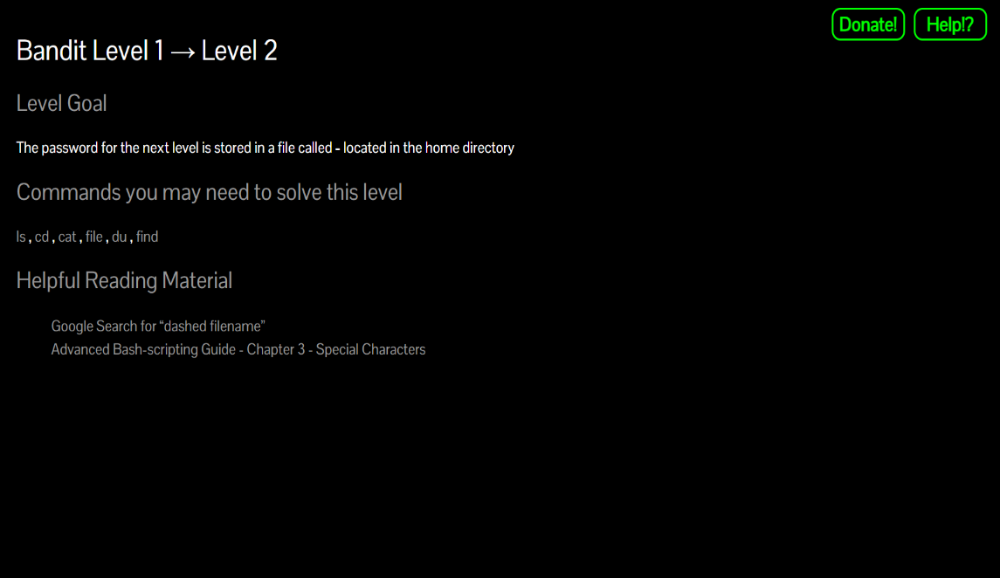 Donate! Help!?
Bandit Level 1 → Level 2
Level Goal
The password for the next level is stored in a file called - located in the home directory
Commands you may need to solve this level
ls , cd , cat , file , du , find
Helpful Reading Material
Google Search for “dashed filename”
Advanced Bash-scripting Guide - Chapter 3 - Special Characters